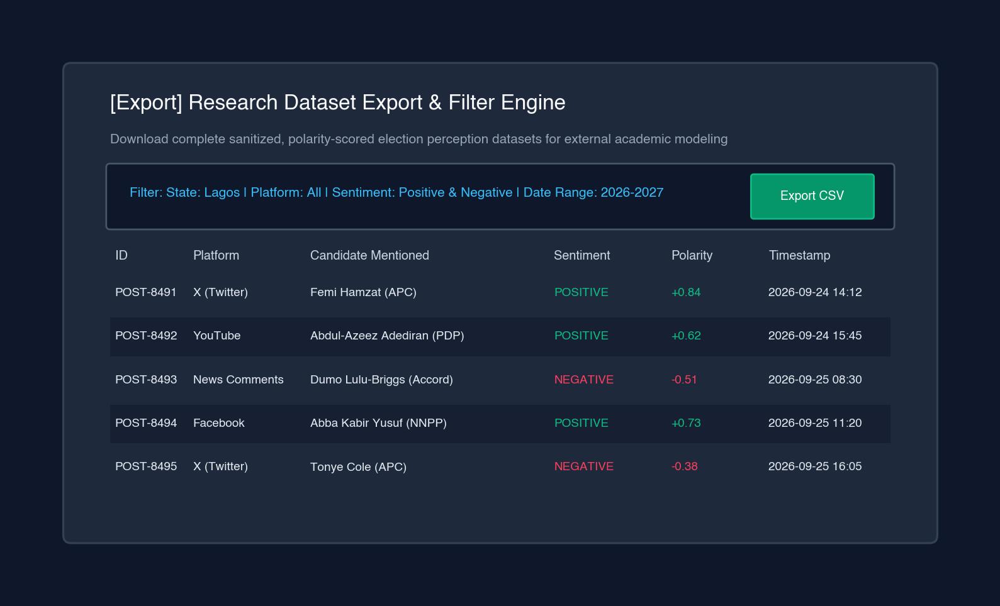 [Export] Research Dataset Export & Filter Engine
Download complete sanitized, polarity-scored election perception datasets for external academic modeling
Filter: State: Lagos | Platform: All | Sentiment: Positive & Negative | Date Range: 2026-2027
Export CSV
ID Platform Candidate Mentioned Sentiment Polarity Timestamp
POST-8491 X (Twitter) Femi Hamzat (APC) POSITIVE +0.84 2026-09-24 14:12
POST-8492 YouTube Abdul-Azeez Adediran (PDP) POSITIVE +0.62 2026-09-24 15:45
POST-8493 News Comments Dumo Lulu-Briggs (Accord) NEGATIVE -0.51 2026-09-25 08:30
POST-8494 Facebook Abba Kabir Yusuf (NNPP) POSITIVE +0.73 2026-09-25 11:20
POST-8495 X (Twitter) Tonye Cole (APC) NEGATIVE -0.38 2026-09-25 16:05